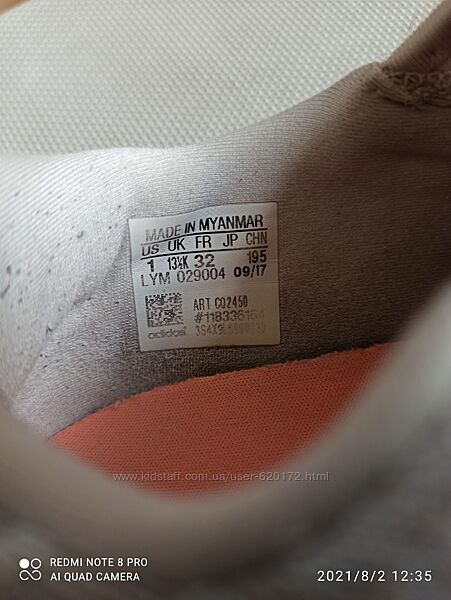 MADE IN MYANMAR
US UK FR JP CHN
1 13½K 32 195
LYM 029004 09/17
ART CQ2450
#118336164
adidas
www.kidstaff.com.ua/user-620172.html
REDMI NOTE 8 PRO
AI QUAD CAMERA
2021/8/2 12:35